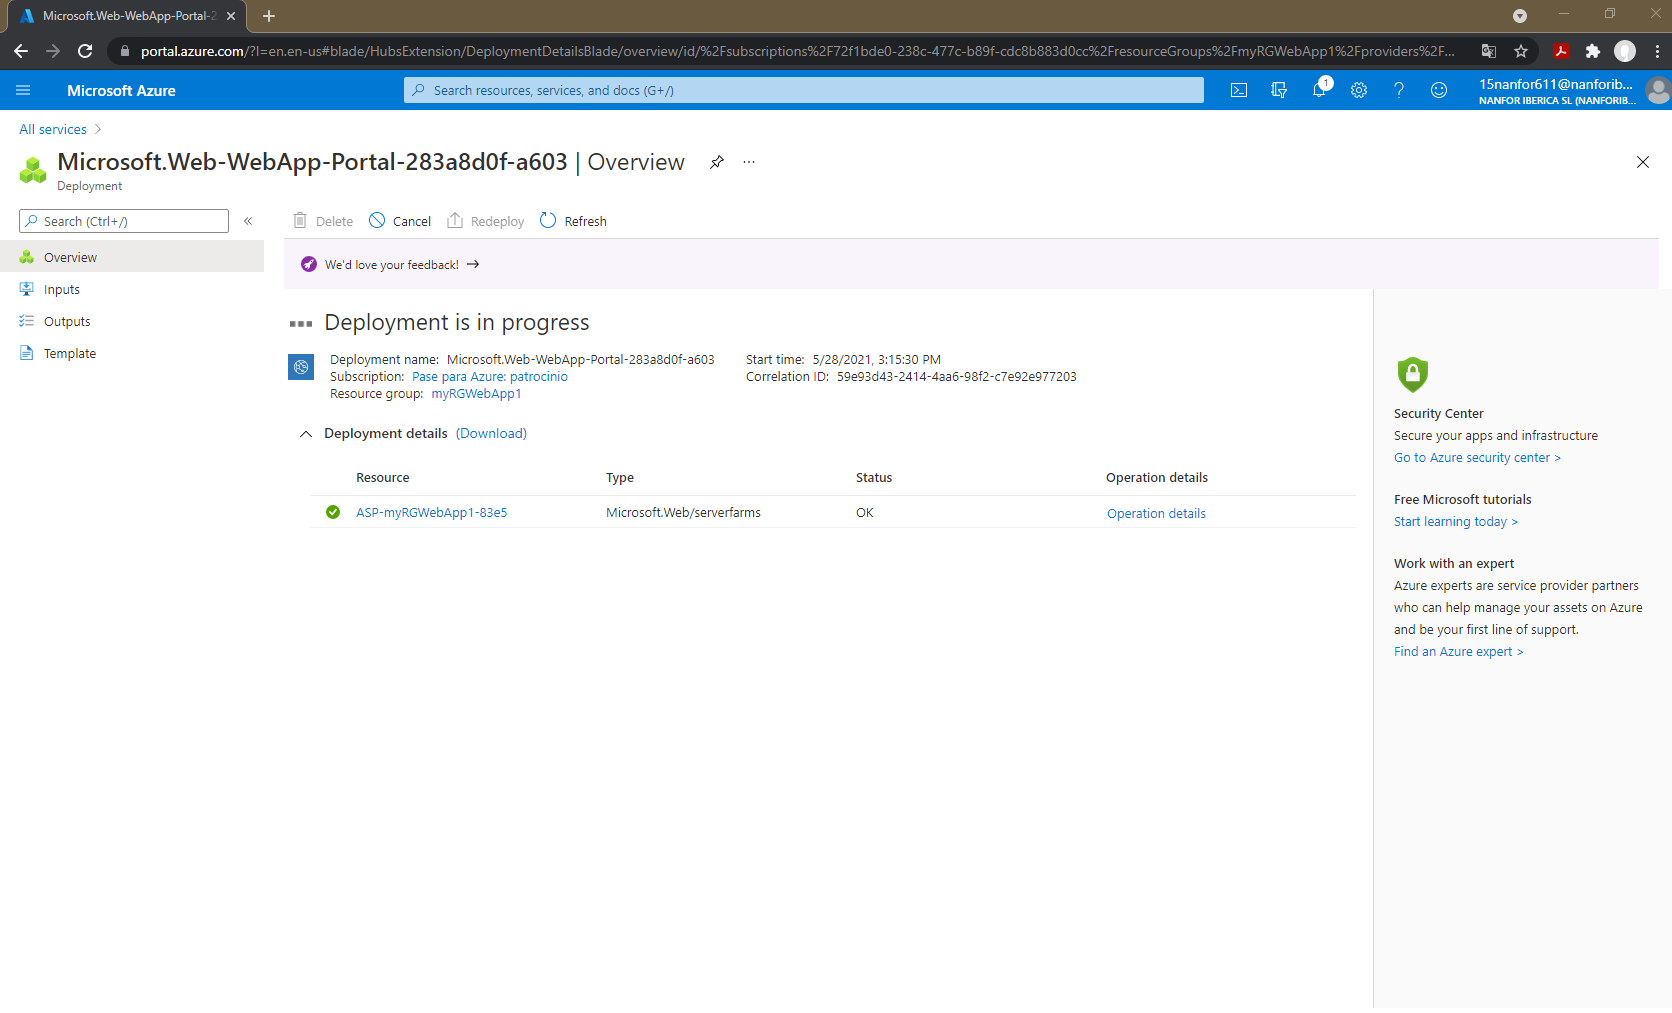 Microsoft.Web-WebApp-Portal-2
portal.azure.com/?l=en.en-us#blade/HubsExtension/DeploymentDetailsBlade/overview/id/%2Fsubscriptions%2F72f1bde0-238c-477c-b89f-cdc8b883d0cc%2FresourceGroups%2FmyRGWebApp1%2Fproviders%2F...
Microsoft Azure
Search resources, services, and docs (G+/)
1
15nanfor611@nanforib...
NANFOR IBERICA SL (NANFORIB...
All services
Microsoft.Web-WebApp-Portal-283a8d0f-a603 | Overview
...
Deployment
Search (Ctrl+/)
«
Delete
Cancel
Redeploy
Refresh
Overview
Inputs
Outputs
Template
We'd love your feedback! →
Deployment is in progress
Deployment name: Microsoft.Web-WebApp-Portal-283a8d0f-a603
Subscription: Pase para Azure: patrocinio
Resource group: myRGWebApp1
Start time: 5/28/2021, 3:15:30 PM
Correlation ID: 59e93d43-2414-4aa6-98f2-c7e92e977203
Deployment details (Download)
Resource Type Status Operation details
ASP-myRGWebApp1-83e5 Microsoft.Web/serverfarms OK Operation details
Security Center
Secure your apps and infrastructure
Go to Azure security center >
Free Microsoft tutorials
Start learning today >
Work with an expert
Azure experts are service provider partners
who can help manage your assets on Azure
and be your first line of support.
Find an Azure expert >